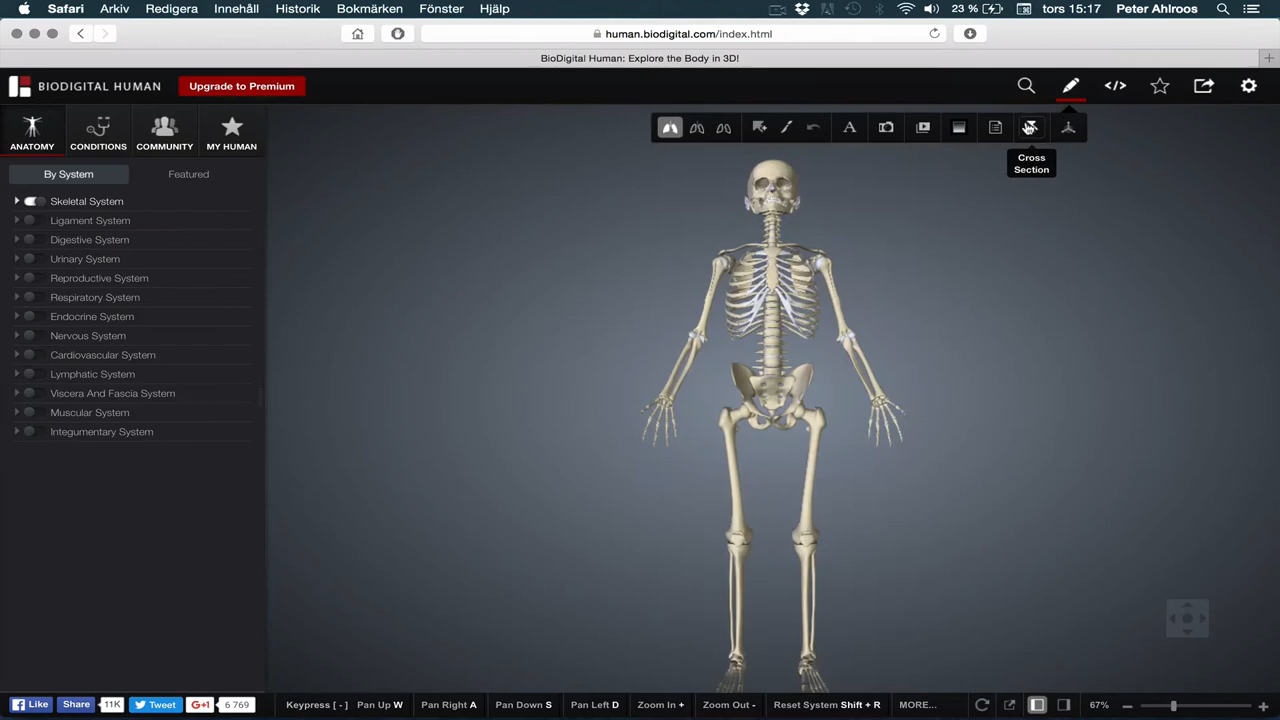 Safari Arkiv Redigera Innehåll Historik Bokmärken Fönster Hjälp 23 % tors 15:17 Peter Ahlroos
human.biodigital.com/index.html
BioDigital Human: Explore the Body in 3D!
BIODIGITAL HUMAN Upgrade to Premium
ANATOMY CONDITIONS COMMUNITY MY HUMAN
Cross
Section
By System Featured
Skeletal System
Ligament System
Digestive System
Urinary System
Reproductive System
Respiratory System
Endocrine System
Nervous System
Cardiovascular System
Lymphatic System
Viscera And Fascia System
Muscular System
Integumentary System
Like Share 11K Tweet G+1 6 769 Keypress [ - ] Pan Up W Pan Right A Pan Down S Pan Left D Zoom In + Zoom Out - Reset System Shift + R MORE... 67%